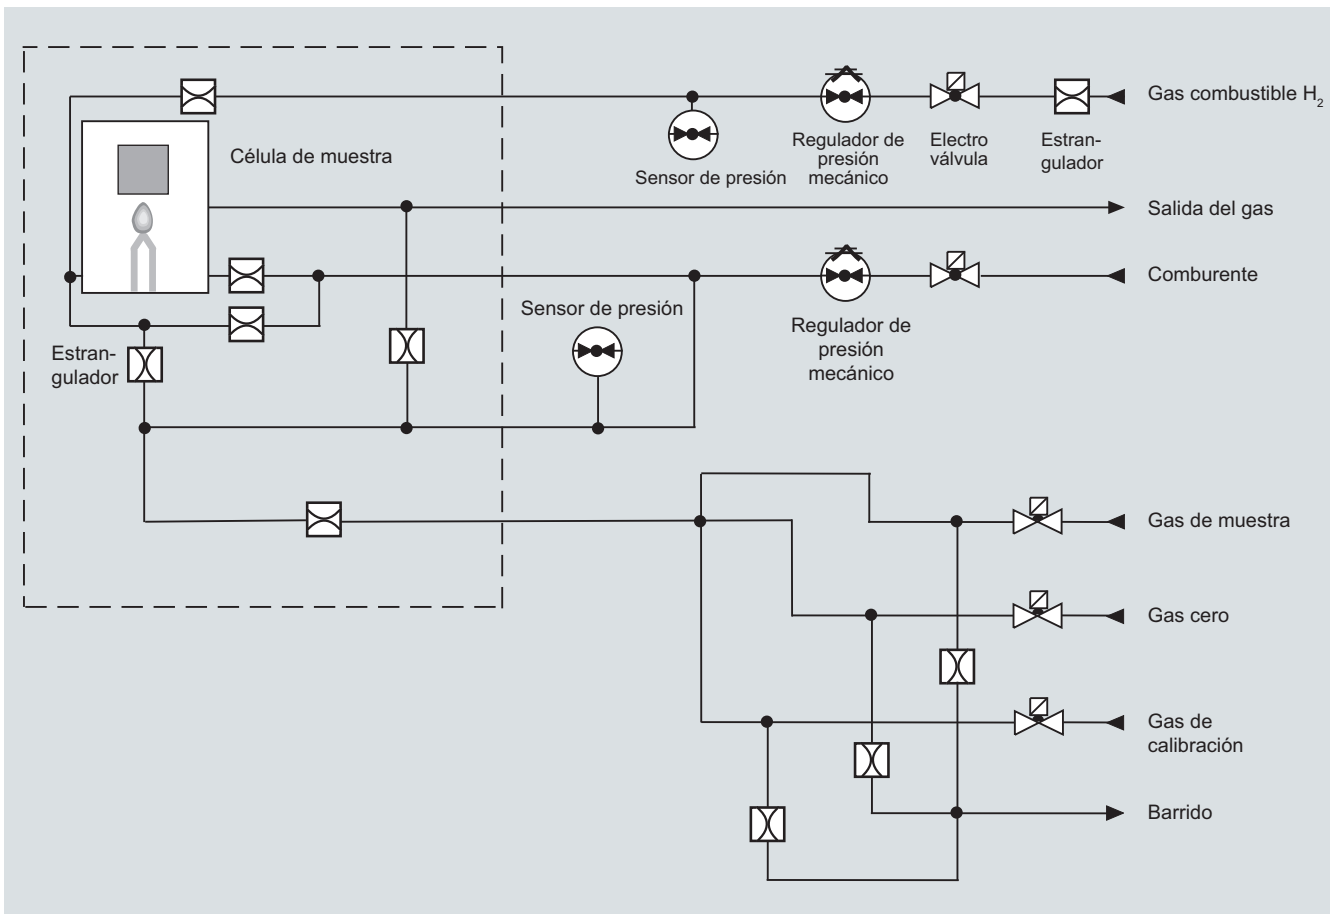 Gas combustible H2
Célula de muestra
Regulador de
presión
mecánico
Electro
válvula
Estran-
gulador
Sensor de presión
Salida del gas
Comburente
Sensor de presión
Regulador de
presión
mecánico
Estran-
gulador
Gas de muestra
Gas cero
Gas de
calibración
Barrido